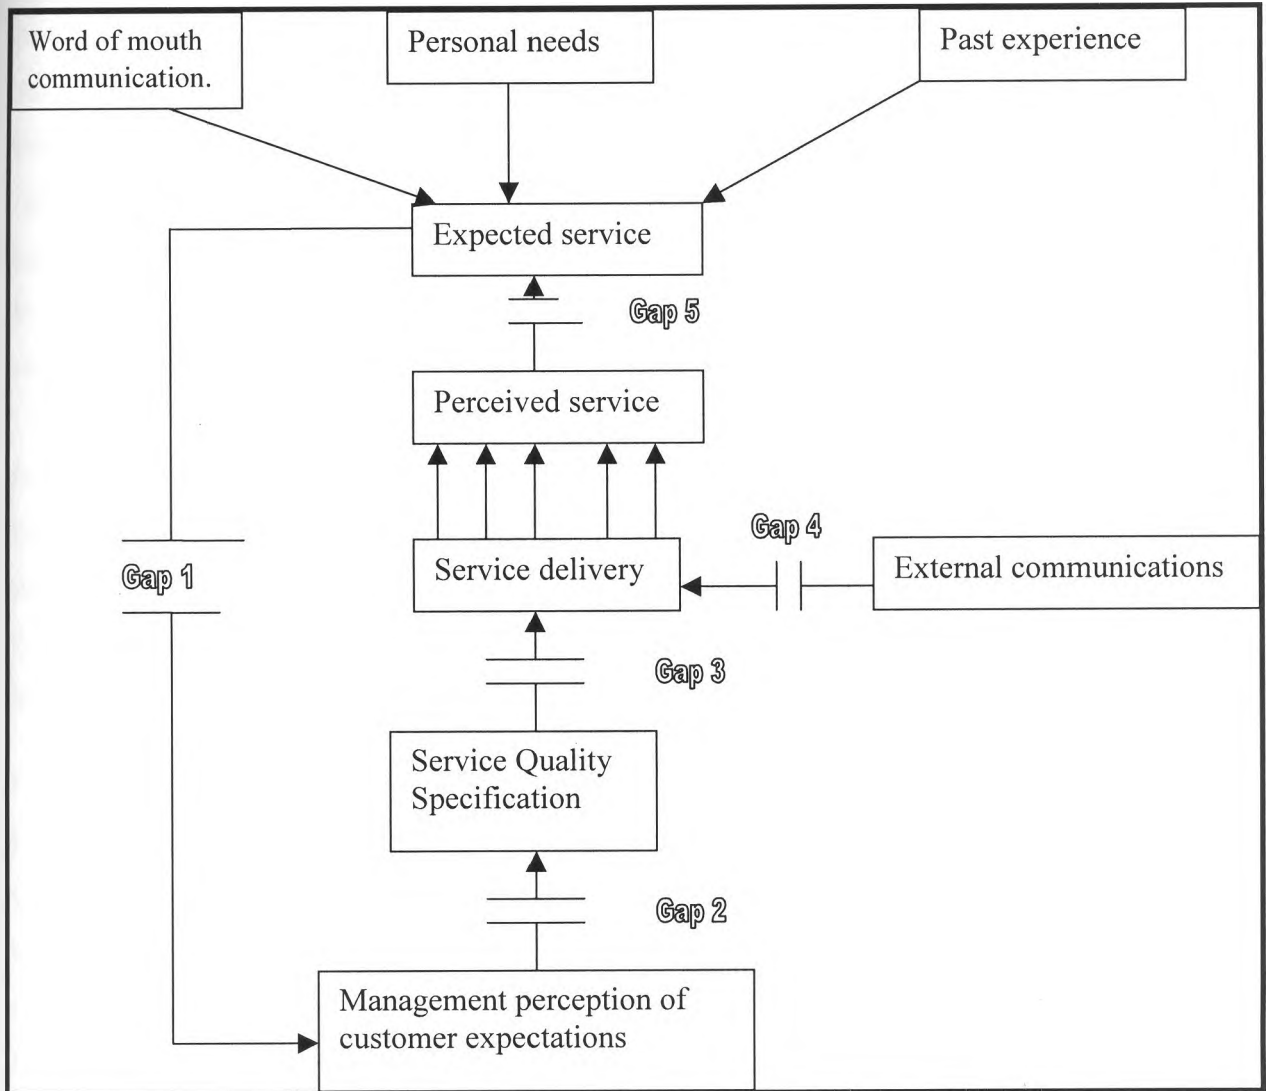 Word of mouth
communication.
Personal needs
Past experience
Expected service
Gap 5
Perceived service
Gap 4
Service delivery
External communications
Gap 1
Gap 3
Service Quality
Specification
Gap 2
Management perception of
customer expectations